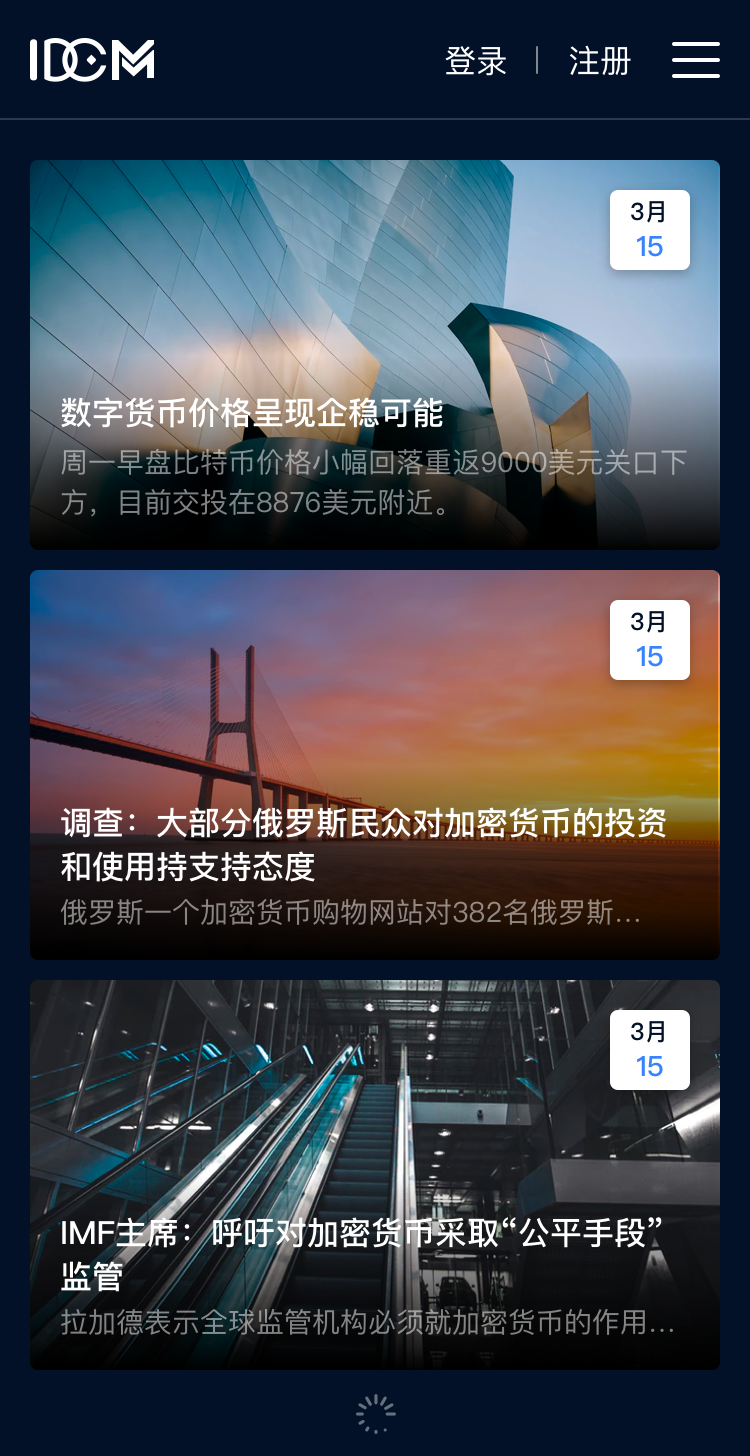 IDCM
登录
注册
3月
15
数字货币价格呈现企稳可能
周一早盘比特币价格小幅回落重返9000美元关口下
方，目前交投在8876美元附近。
3月
15
调查：大部分俄罗斯民众对加密货币的投资
和使用持支持态度
俄罗斯一个加密货币购物网站对382名俄罗斯...
3月
15
IMF主席：呼吁对加密货币采取“公平手段”
监管
拉加德表示全球监管机构必须就加密货币的作用...